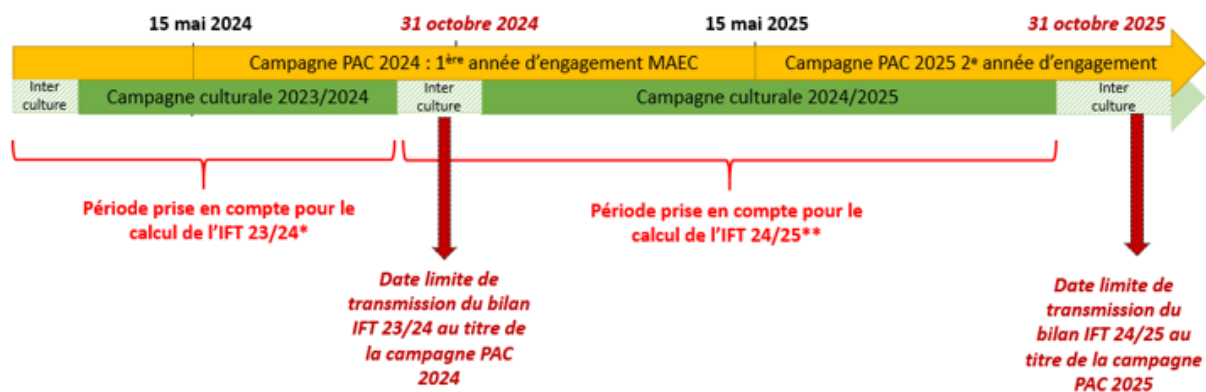 15 mai 2024
31 octobre 2024
15 mai 2025
31 octobre 2025
Campagne PAC 2024 : 1ère année d’engagement MAEC
Campagne PAC 2025 2e année d’engagement
Inter
culture
Campagne culturale 2023/2024
Inter
culture
Campagne culturale 2024/2025
Inter
culture
Période prise en compte pour le
calcul de l’IFT 23/24*
Période prise en compte pour le
calcul de l’IFT 24/25**
Date limite de
transmission du bilan
IFT 23/24 au titre de
la campagne PAC
2024
Date limite de
transmission du
bilan IFT 24/25 au
titre de la campagne
PAC 2025